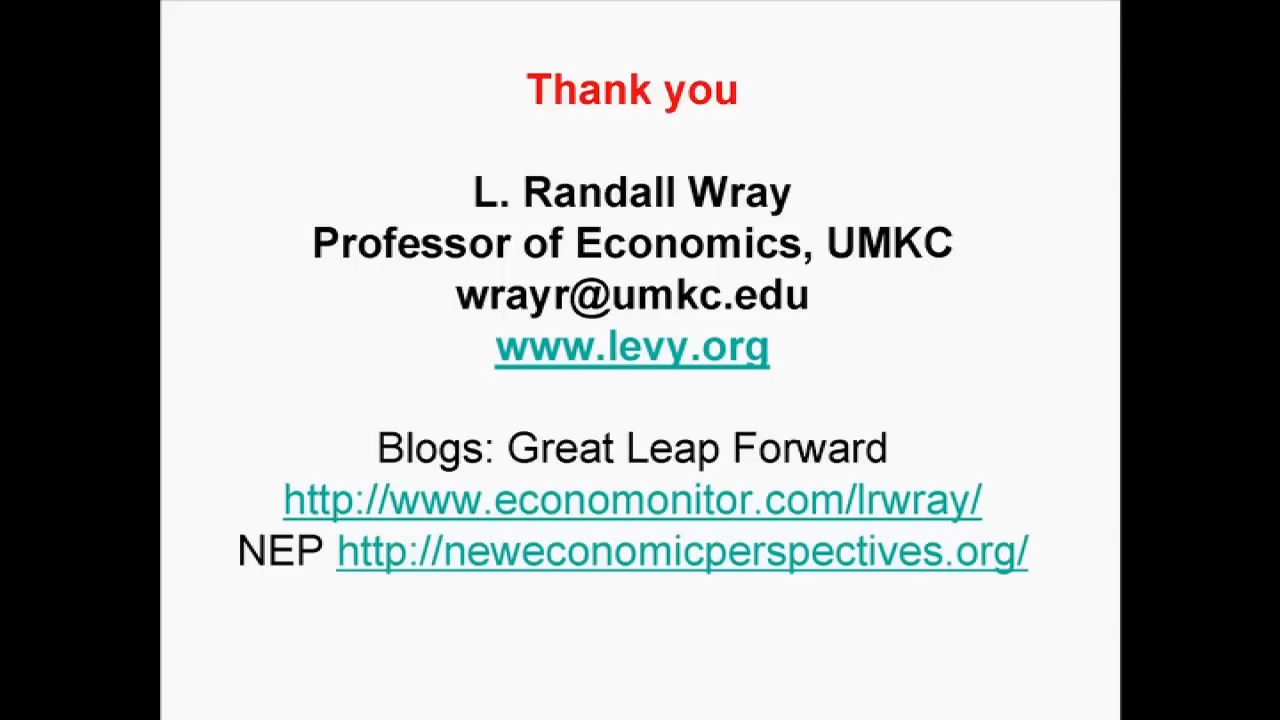 Thank you
L. Randall Wray
Professor of Economics, UMKC
wrayr@umkc.edu
www.levy.org
Blogs: Great Leap Forward
http://www.economonitor.com/lrwray/
NEP http://neweconomicperspectives.org/